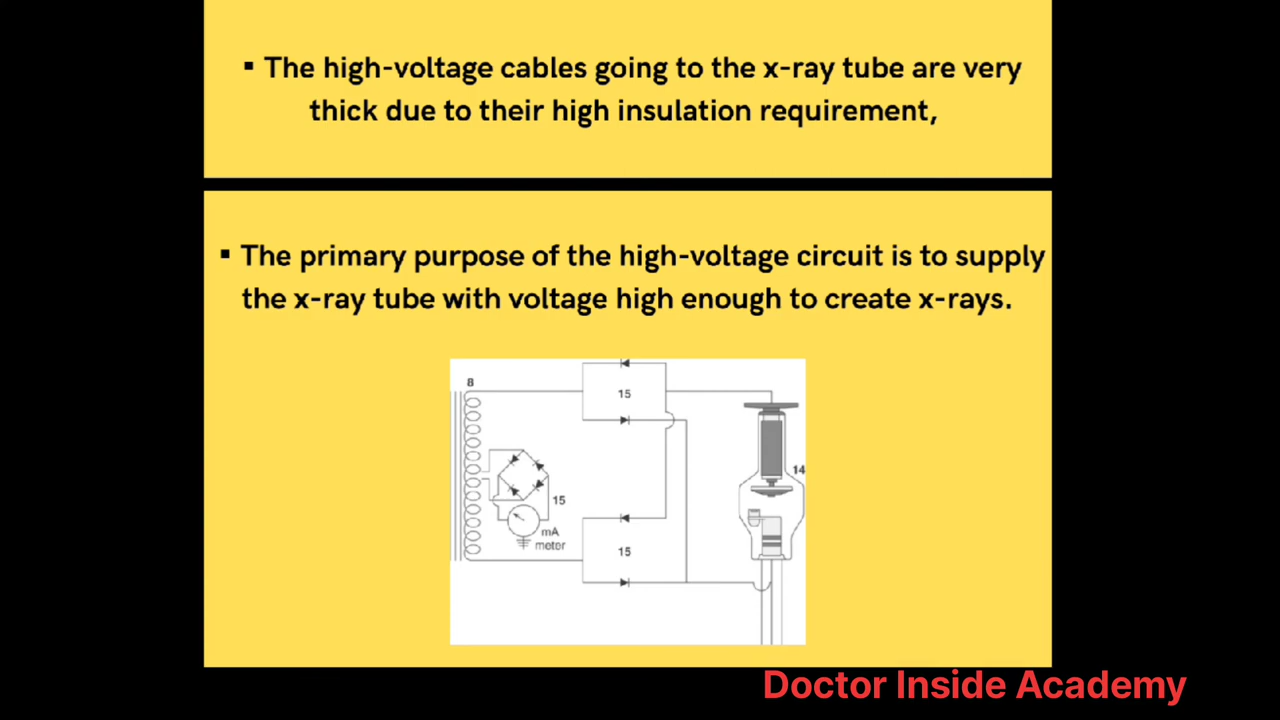 ▪ The high-voltage cables going to the x-ray tube are very
thick due to their high insulation requirement,
▪ The primary purpose of the high-voltage circuit is to supply
the x-ray tube with voltage high enough to create x-rays.
8
15
14
15
mA
meter
15
Doctor Inside Academy